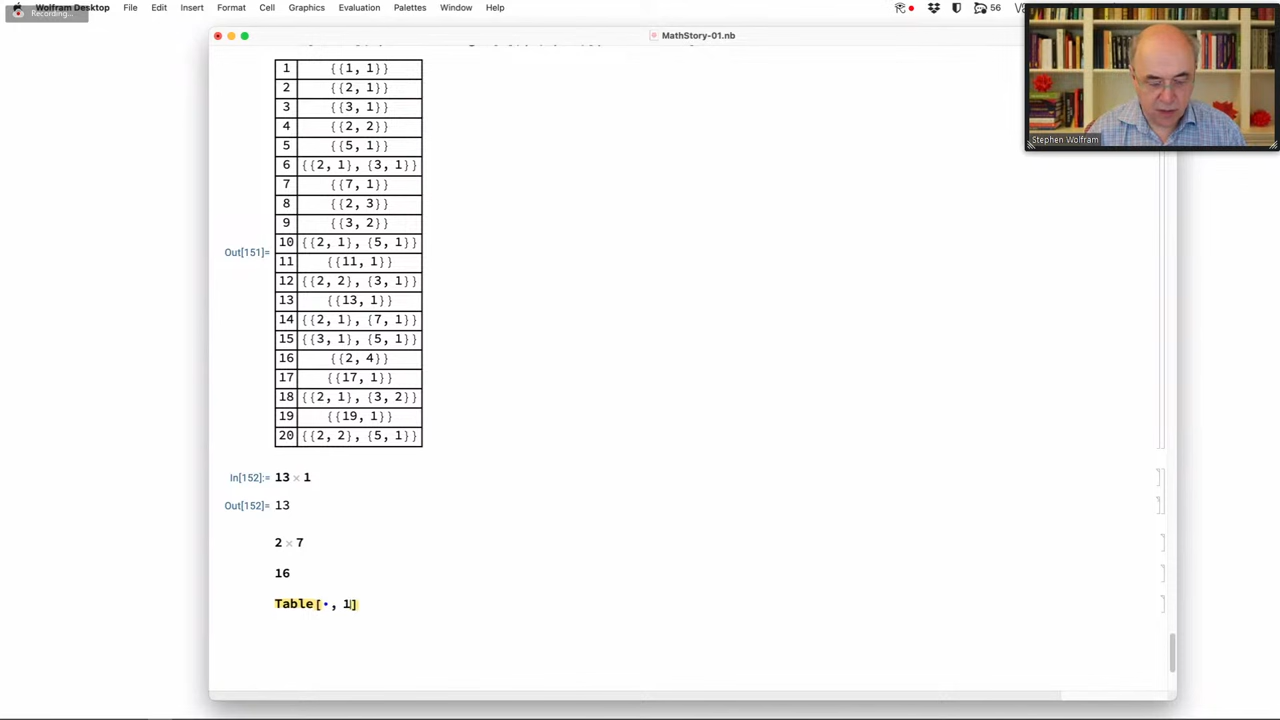 Wolfram Desktop File Edit Insert Format Cell Graphics Evaluation Palettes Window Help
56
Recording...
MathStory-01.nb
Stephen Wolfram
1 {{1, 1}}
2 {{2, 1}}
3 {{3, 1}}
4 {{2, 2}}
5 {{5, 1}}
6 {{2, 1}, {3, 1}}
7 {{7, 1}}
8 {{2, 3}}
9 {{3, 2}}
10 {{2, 1}, {5, 1}}
Out[151]=
11 {{11, 1}}
12 {{2, 2}, {3, 1}}
13 {{13, 1}}
14 {{2, 1}, {7, 1}}
15 {{3, 1}, {5, 1}}
16 {{2, 4}}
17 {{17, 1}}
18 {{2, 1}, {3, 2}}
19 {{19, 1}}
20 {{2, 2}, {5, 1}}
In[152]:= 13 × 1
Out[152]= 13
2 × 7
16
Table[•, 1]